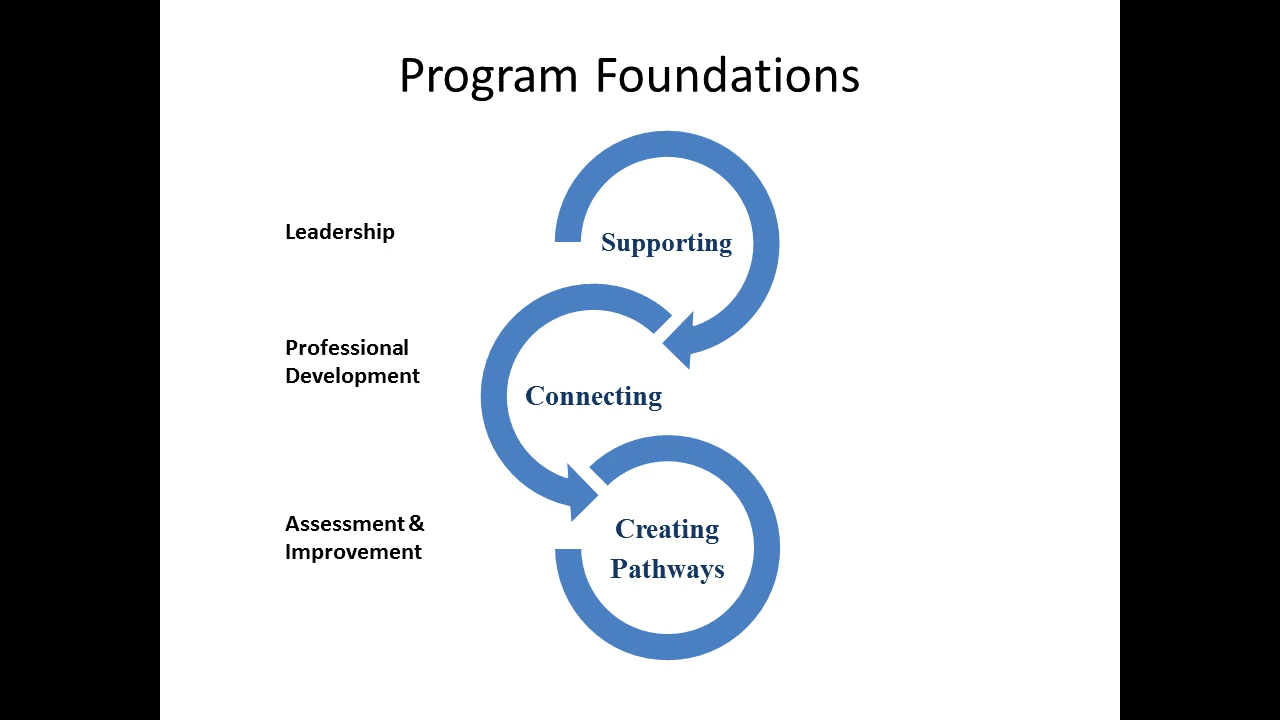 Program Foundations
Leadership
Supporting
Professional
Development
Connecting
Assessment &
Improvement
Creating
Pathways